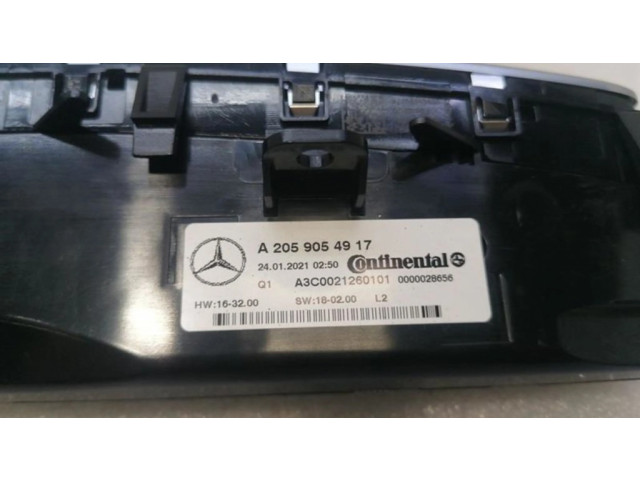 A 205 905 49 17
24.01.2021 02:50 Continental
Q1 A3C0021260101 0000028656
HW:16-32.00 SW:18-02.00 L2